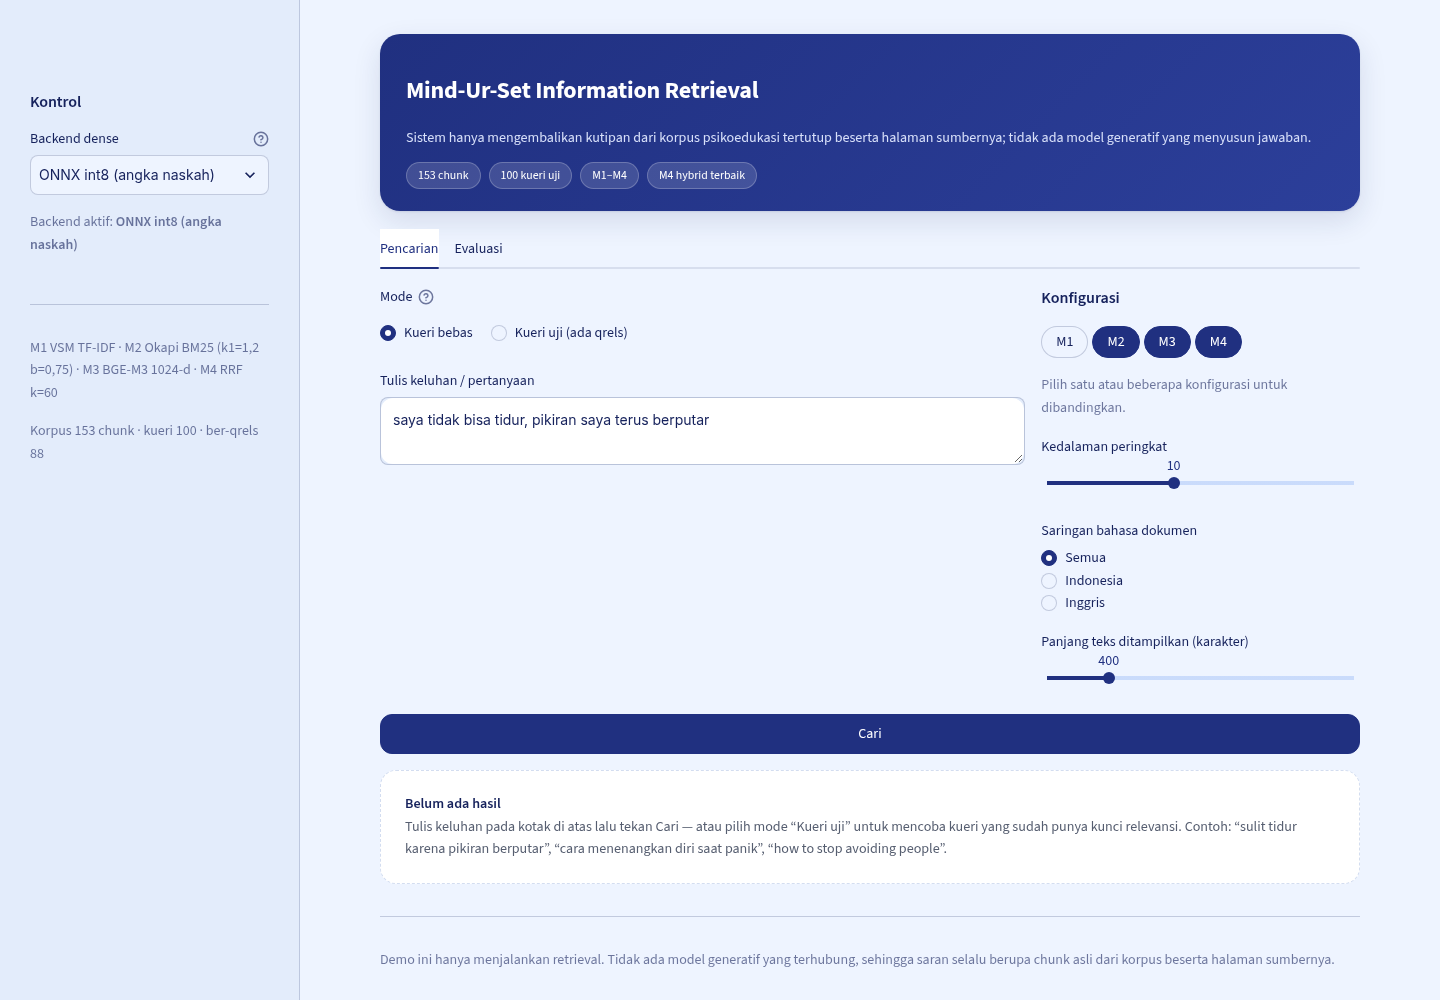 Kontrol
Backend dense
ONNX int8 (angka naskah)
Backend aktif: ONNX int8 (angka
naskah)
M1 VSM TF-IDF · M2 Okapi BM25 (k1=1,2
b=0,75) · M3 BGE-M3 1024-d · M4 RRF
k=60
Korpus 153 chunk · kueri 100 · ber-qrels
88
Mind-Ur-Set Information Retrieval
Sistem hanya mengembalikan kutipan dari korpus psikoedukasi tertutup beserta halaman sumbernya; tidak ada model generatif yang menyusun jawaban.
153 chunk
100 kueri uji
M1–M4
M4 hybrid terbaik
Pencarian
Evaluasi
Mode
Kueri bebas
Kueri uji (ada qrels)
Tulis keluhan / pertanyaan
saya tidak bisa tidur, pikiran saya terus berputar
Konfigurasi
M1
M2
M3
M4
Pilih satu atau beberapa konfigurasi untuk
dibandingkan.
Kedalaman peringkat
10
Saringan bahasa dokumen
Semua
Indonesia
Inggris
Panjang teks ditampilkan (karakter)
400
Cari
Belum ada hasil
Tulis keluhan pada kotak di atas lalu tekan Cari — atau pilih mode “Kueri uji” untuk mencoba kueri yang sudah punya kunci relevansi. Contoh: “sulit tidur
karena pikiran berputar”, “cara menenangkan diri saat panik”, “how to stop avoiding people”.
Demo ini hanya menjalankan retrieval. Tidak ada model generatif yang terhubung, sehingga saran selalu berupa chunk asli dari korpus beserta halaman sumbernya.